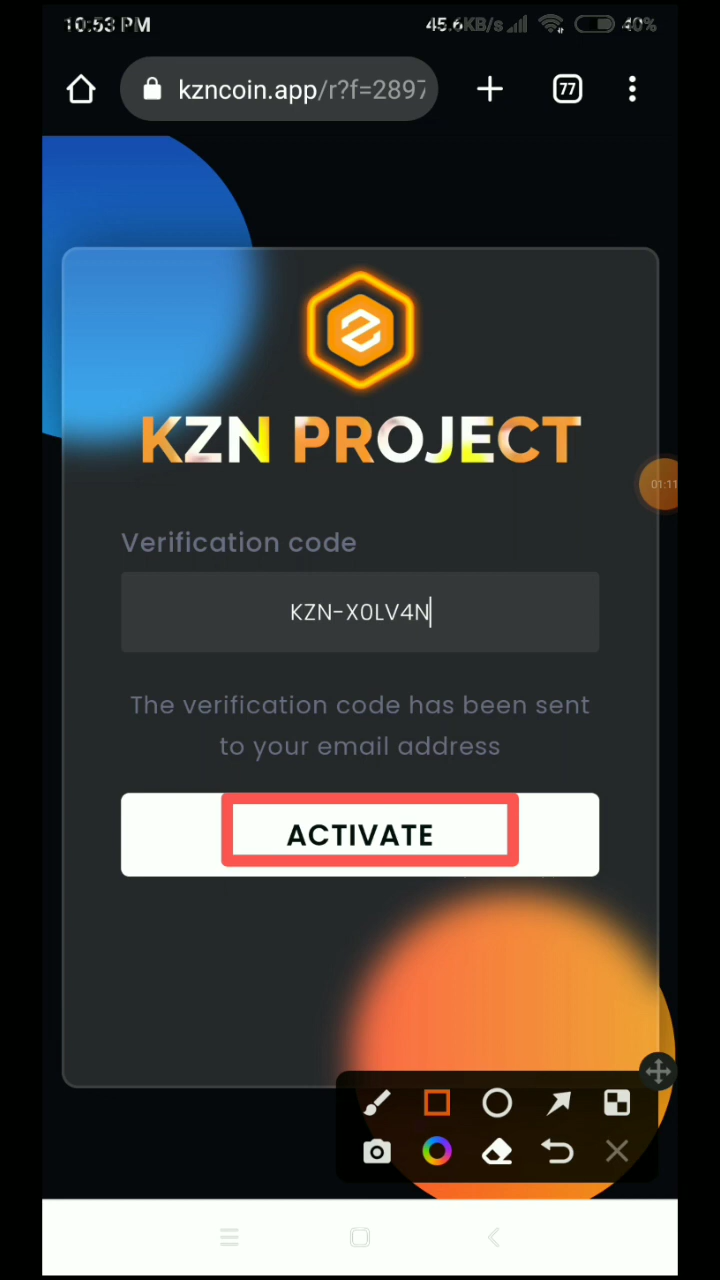 10:53 PM 45.6KB/s 40%
kzncoin.app/r?f=2897
77
KZN PROJECT
01:11
Verification code
KZN-X0LV4N
The verification code has been sent
to your email address
ACTIVATE